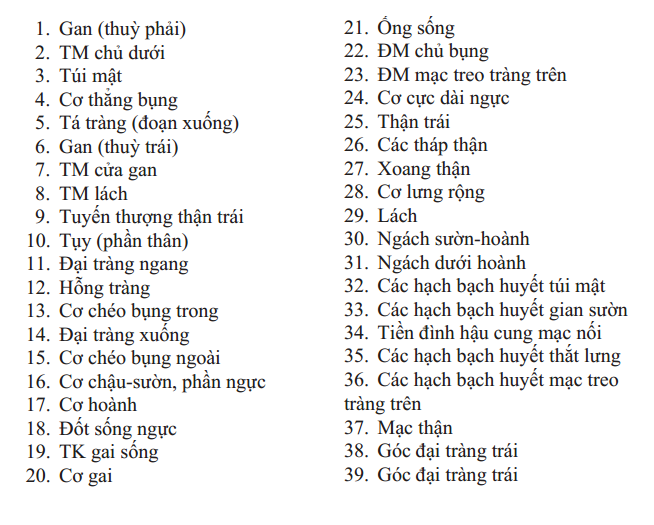 1. Gan (thuỳ phải)
2. TM chủ dưới
3. Túi mật
4. Cơ thẳng bụng
5. Tá tràng (đoạn xuống)
6. Gan (thuỳ trái)
7. TM cửa gan
8. TM lách
9. Tuyến thượng thận trái
10. Tụy (phần thân)
11. Đại tràng ngang
12. Hỗng tràng
13. Cơ chéo bụng trong
14. Đại tràng xuống
15. Cơ chéo bụng ngoài
16. Cơ chậu-sườn, phần ngực
17. Cơ hoành
18. Đốt sống ngực
19. TK gai sống
20. Cơ gai
21. Ống sống
22. ĐM chủ bụng
23. ĐM mạc treo tràng trên
24. Cơ cực dài ngực
25. Thận trái
26. Các tháp thận
27. Xoang thận
28. Cơ lưng rộng
29. Lách
30. Ngách sườn-hoành
31. Ngách dưới hoành
32. Các hạch bạch huyết túi mật
33. Các hạch bạch huyết gian sườn
34. Tiền đình hậu cung mạc nối
35. Các hạch bạch huyết thắt lưng
36. Các hạch bạch huyết mạc treo
tràng trên
37. Mạc thận
38. Góc đại tràng trái
39. Góc đại tràng trái